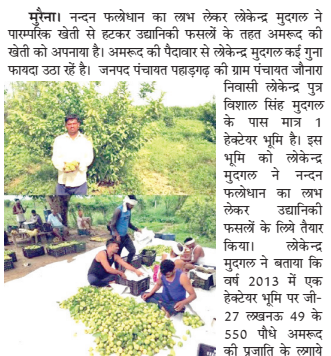 मुरैना। नन्दन फलोधान का लाभ लेकर लोकेन्द्र मुदगल ने
पारम्परिक खेती से हटकर उद्यानिकी फसलों के तहत अमरूद की
खेती को अपनाया है। अमरूद की पैदावार से लोकेन्द्र मुदगल कई गुना
फायदा उठा रहें है। जनपद पंचायत पहाड़गढ़ की ग्राम पंचायत जौनारा
निवासी लोकेन्द्र पुत्र
विशाल सिंह मुदगल
के पास मात्र 1
हेक्टेयर भूमि है। इस
भूमि को लोकेन्द्र
मुदगल ने नन्दन
फलोधान का लाभ
लेकर उद्यानिकी
फसलों के लिये तैयार
किया। लोकेन्द्र
मुदगल ने बताया कि
वर्ष 2013 में एक
हेक्टेयर भूमि पर जी-
27 लखनऊ 49 के
550 पौधे अमरूद
की प्रजाति के लगाये